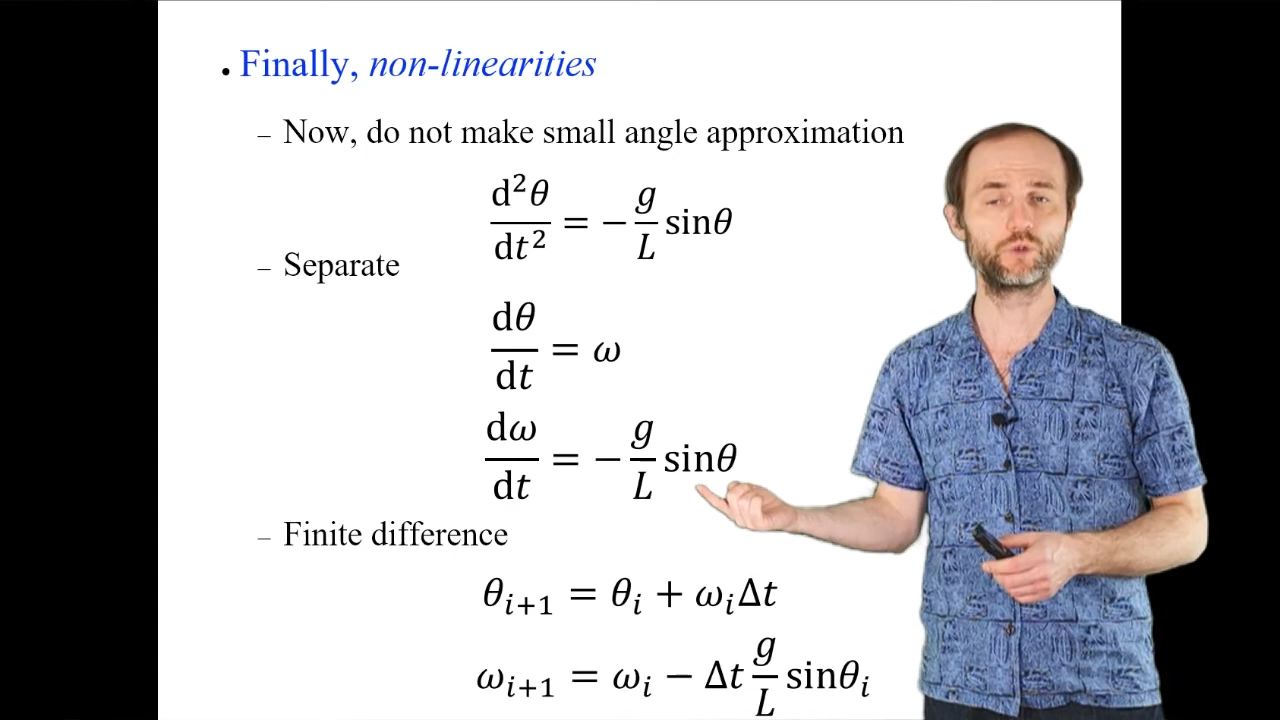 • Finally, non-linearities
– Now, do not make small angle approximation
d²θ/dt² = −g/L sinθ
– Separate
dθ/dt = ω
dω/dt = −g/L sinθ
– Finite difference
θᵢ₊₁ = θᵢ + ωᵢΔt
ωᵢ₊₁ = ωᵢ − Δt g/L sinθᵢ